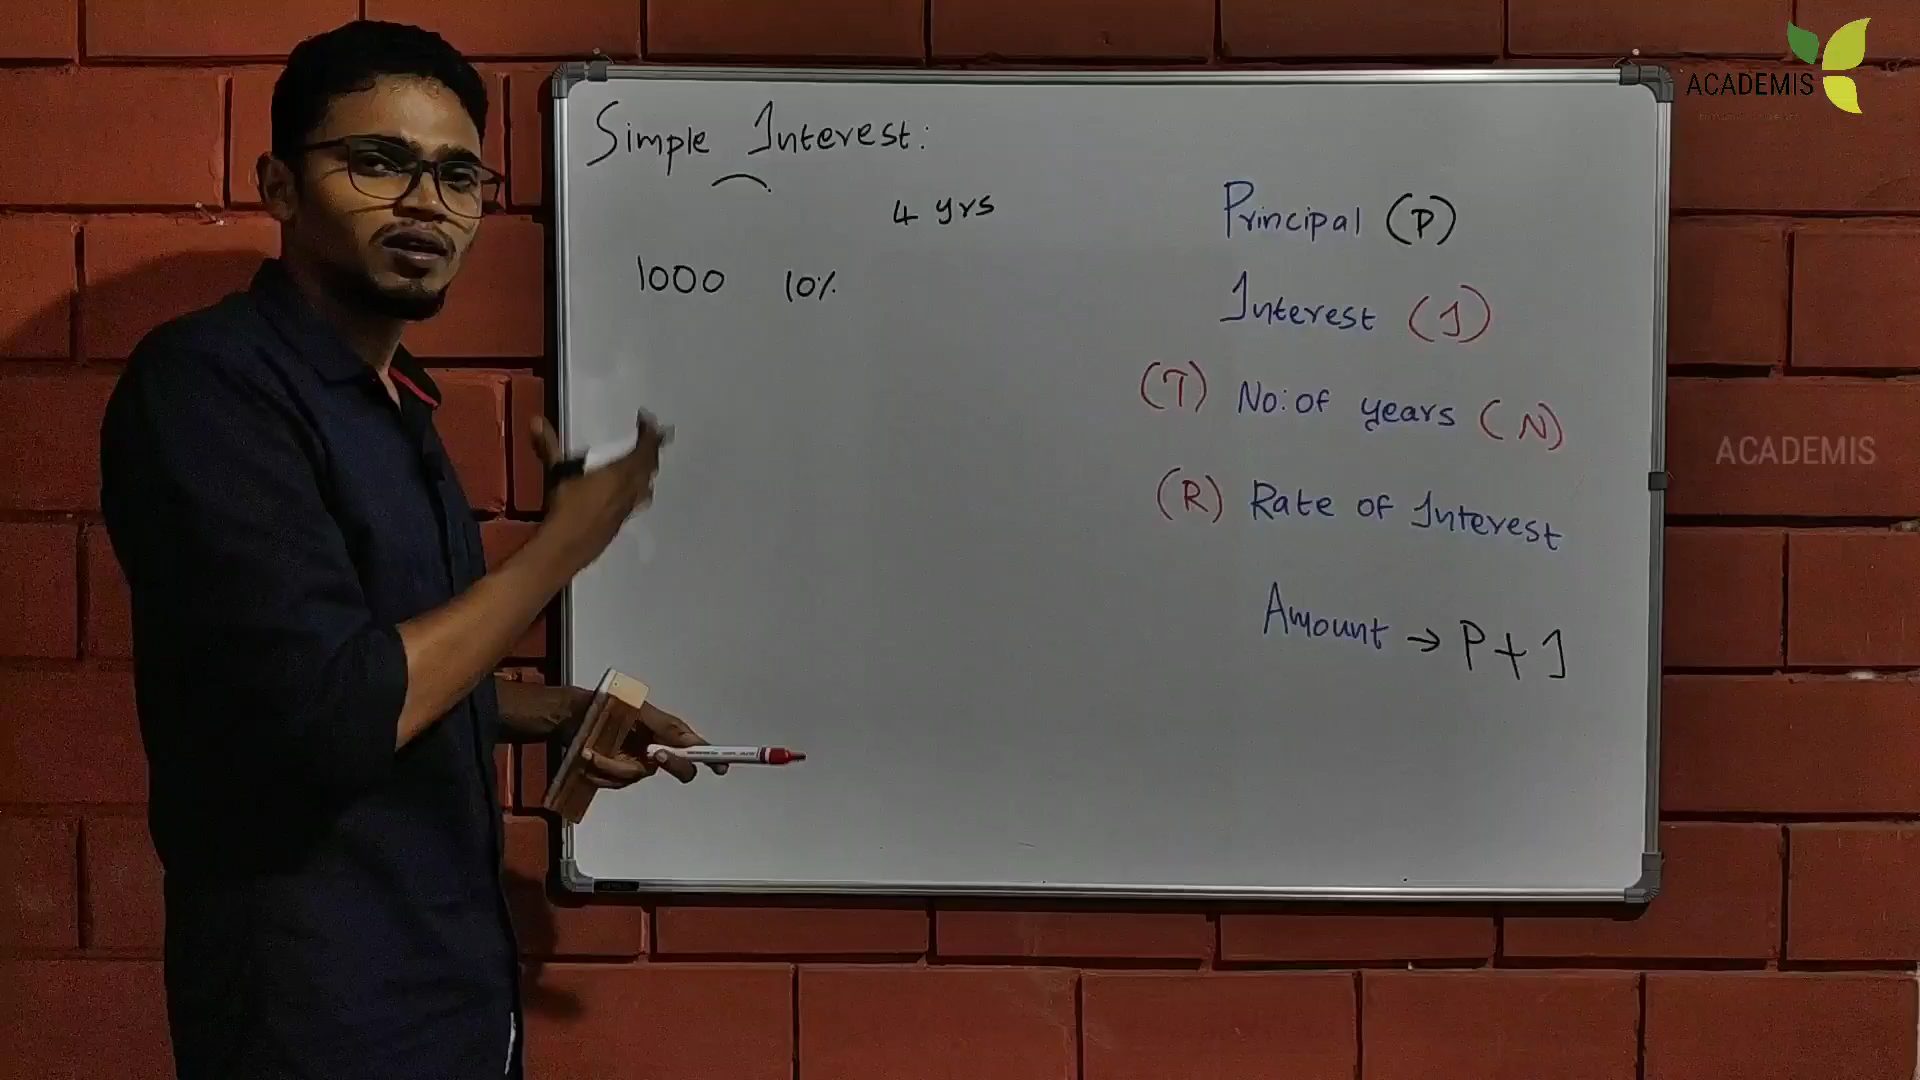 Simple Interest:
4 yrs
1000 10%
Principal (P)
Interest (I)
(T) No: of years (N)
(R) Rate of Interest
Amount → P + I
ACADEMIS
ACADEMIS